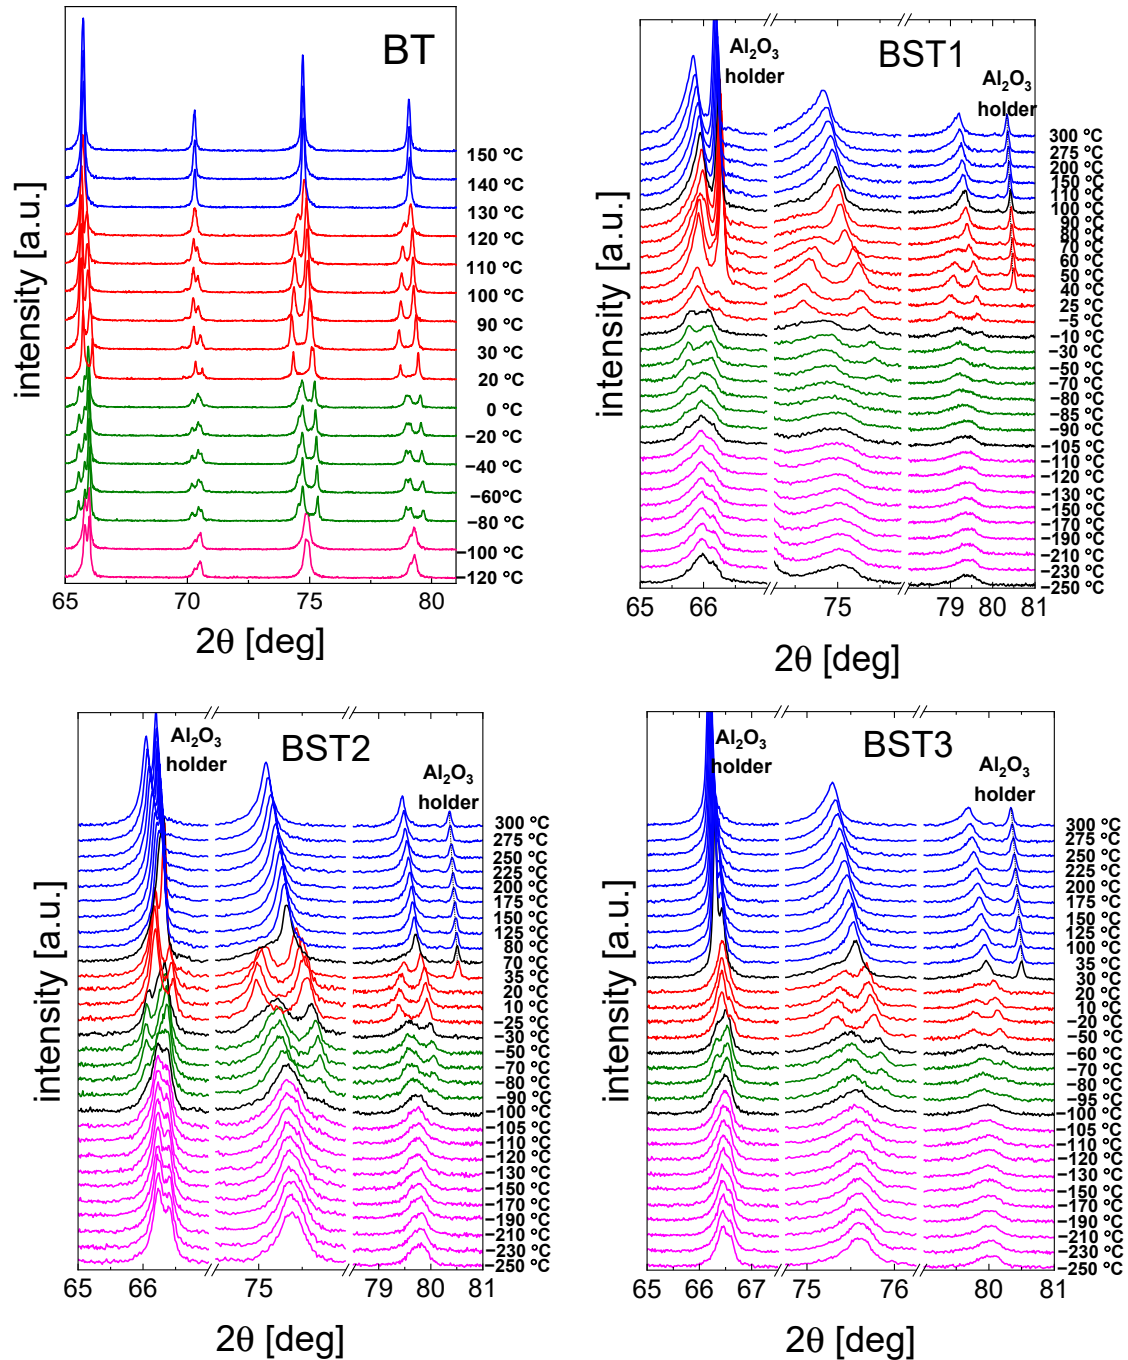 BT
150 °C
140 °C
130 °C
120 °C
110 °C
100 °C
90 °C
30 °C
20 °C
0 °C
−20 °C
−40 °C
−60°C
−80 °C
−100 °C
−120 °C
65 70 75 80
2θ [deg]
intensity [a.u.]
BST1
Al2O3
holder
Al2O3
holder
300 °C
275 °C
200 °C
150 °C
110 °C
100 °C
90 °C
80 °C
70 °C
60 °C
50 °C
40 °C
25 °C
−5 °C
−10 °C
−30 °C
−50 °C
−70 °C
−80 °C
−85 °C
−90 °C
−105 °C
−110 °C
−120 °C
−130 °C
−150 °C
−170 °C
−190 °C
−210 °C
−230 °C
−250 °C
65 66 75 79 80 81
2θ [deg]
intensity [a.u.]
BST2
Al2O3
holder
Al2O3
holder
300 °C
275 °C
250 °C
225 °C
200 °C
175 °C
150 °C
125 °C
80 °C
70 °C
35 °C
20 °C
10 °C
−25 °C
−30 °C
−50 °C
−70 °C
−80 °C
−90 °C
−100 °C
−105 °C
−110 °C
−120 °C
−130 °C
−150 °C
−170 °C
−190 °C
−210 °C
−230 °C
−250 °C
65 66 75 79 80 81
2θ [deg]
intensity [a.u.]
BST3
Al2O3
holder
Al2O3
holder
300 °C
275 °C
250 °C
225 °C
200 °C
175 °C
150 °C
125 °C
100 °C
35 °C
30 °C
20 °C
10 °C
−20 °C
−50 °C
−60 °C
−70 °C
−80 °C
−95 °C
−100 °C
−105 °C
−110 °C
−120 °C
−130 °C
−150 °C
−170 °C
−190 °C
−210 °C
−230 °C
−250 °C
65 66 67 75 76 80 81
2θ [deg]
intensity [a.u.]